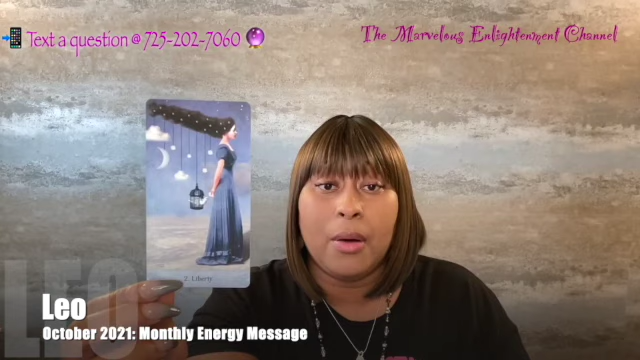 Text a question @ 725-202-7060
The Marvelous Enlightenment Channel
2. Liberty
LEO
Leo
October 2021: Monthly Energy Message